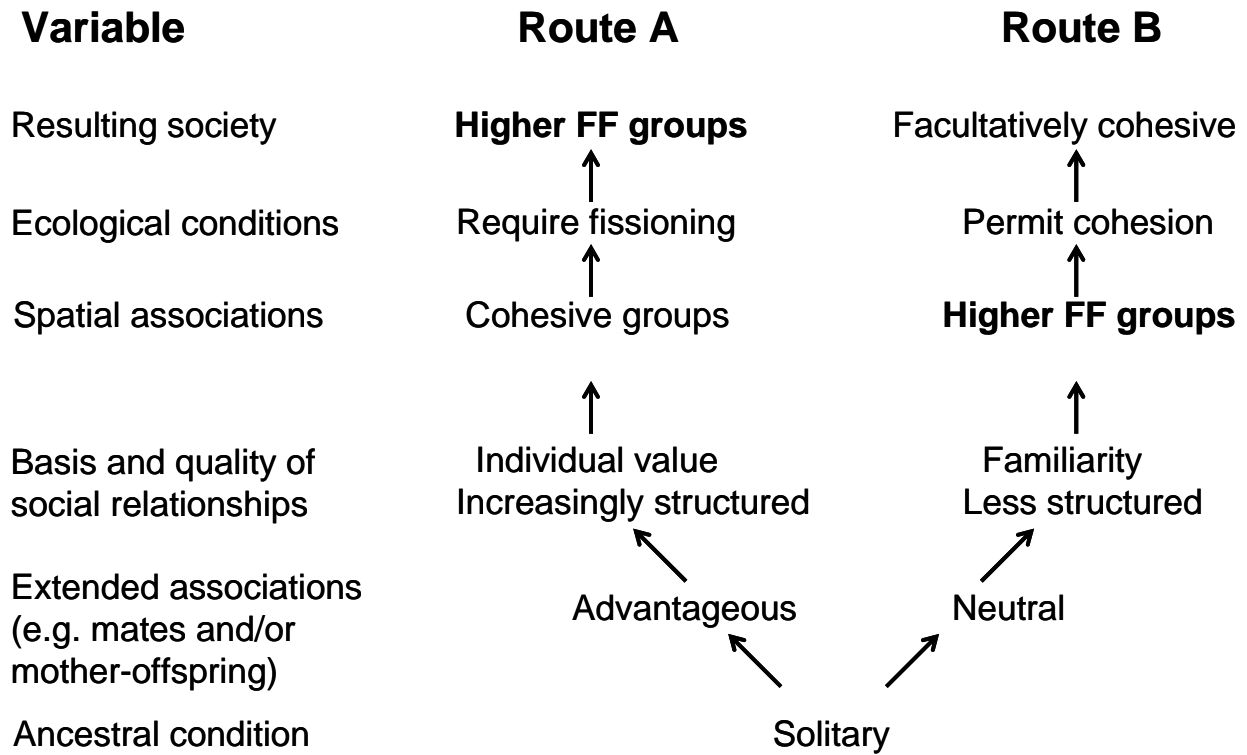 Variable Route A Route B
Resulting society Higher FF groups Facultatively cohesive
Ecological conditions Require fissioning Permit cohesion
Spatial associations Cohesive groups Higher FF groups
Basis and quality of Individual value Familiarity
social relationships Increasingly structured Less structured
Extended associations
(e.g. mates and/or Advantageous Neutral
mother-offspring)
Ancestral condition Solitary